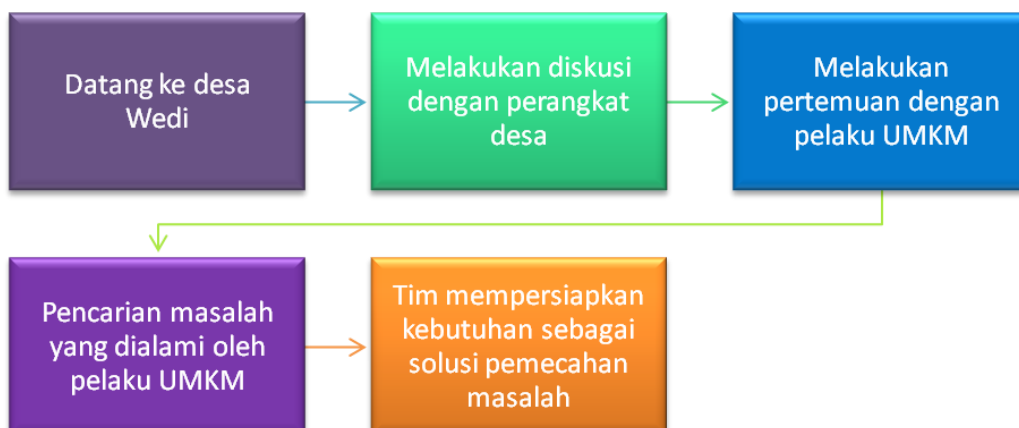 Datang ke desa
Wedi
Melakukan diskusi
dengan perangkat
desa
Melakukan
pertemuan dengan
pelaku UMKM
Pencarian masalah
yang dialami oleh
pelaku UMKM
Tim mempersiapkan
kebutuhan sebagai
solusi pemecahan
masalah